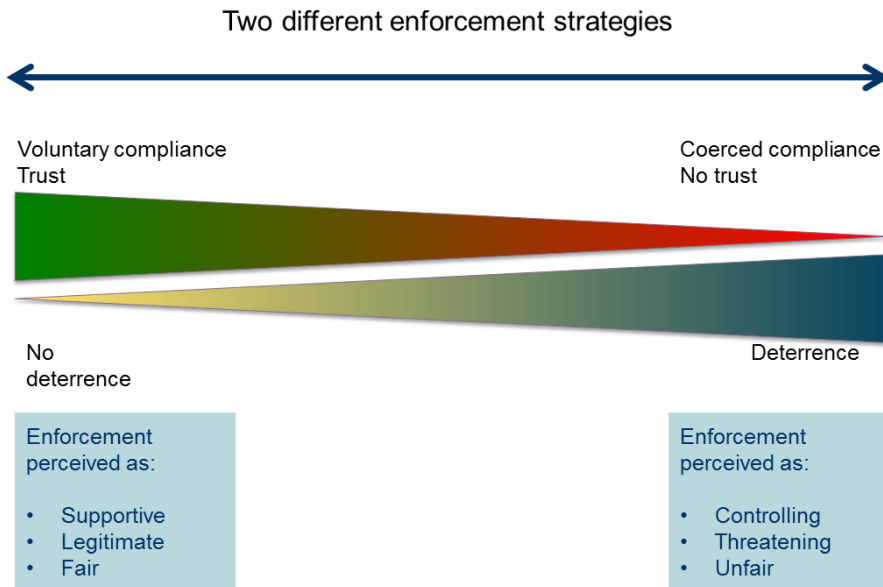 Two different enforcement strategies
Voluntary compliance
Trust
Coerced compliance
No trust
No
deterrence
Deterrence
Enforcement
perceived as:
• Supportive
• Legitimate
• Fair
Enforcement
perceived as:
• Controlling
• Threatening
• Unfair